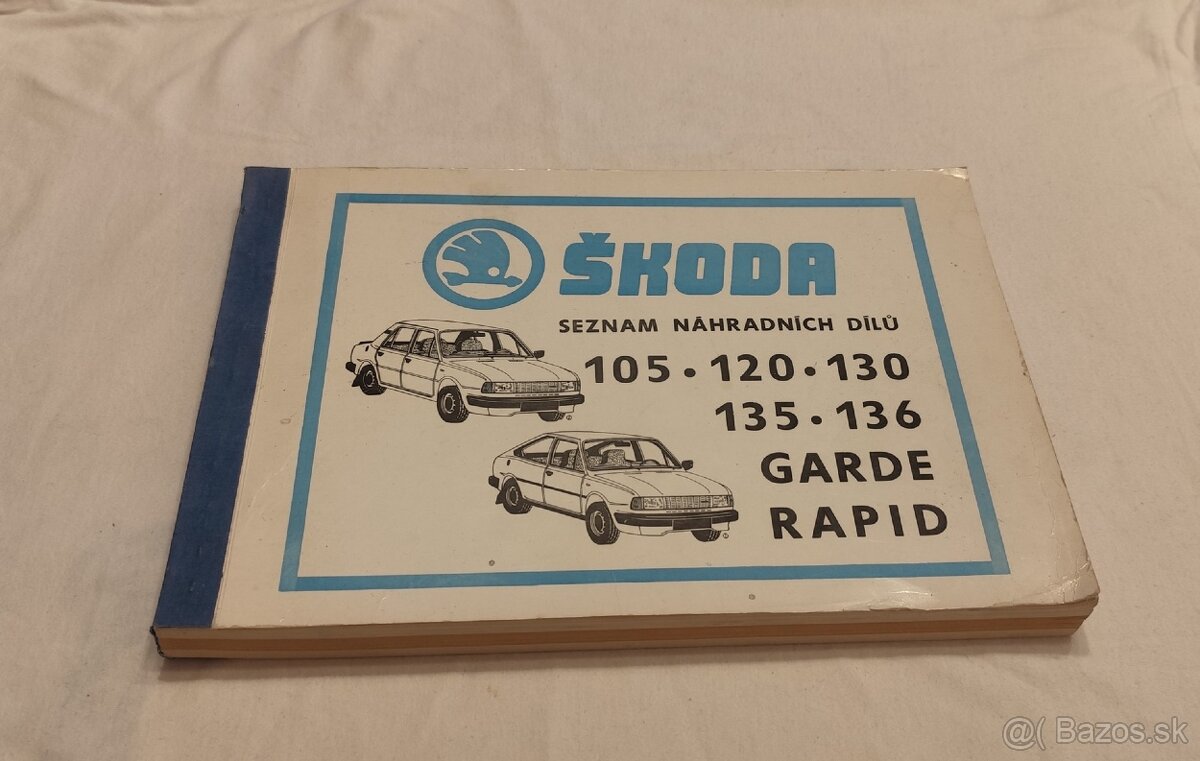 ŠKODA
SEZNAM NÁHRADNÍCH DÍLŮ
105 • 120 • 130
135 • 136
GARDE
RAPID
@( Bazos.sk